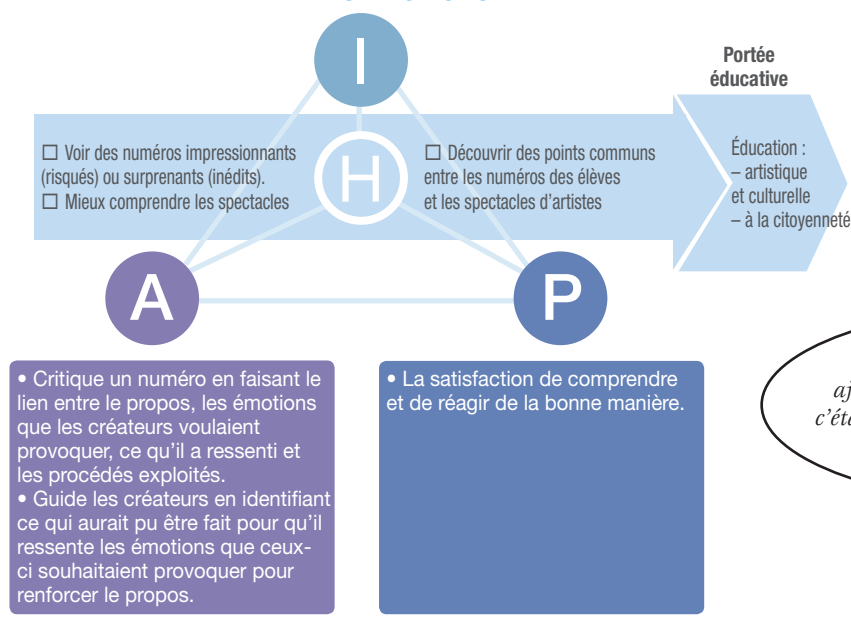 I
Portée
éducative
☐ Voir des numéros impressionnants
(risqués) ou surprenants (inédits).
☐ Mieux comprendre les spectacles
H
☐ Découvrir des points communs
entre les numéros des élèves
et les spectacles d'artistes
Éducation :
– artistique
et culturelle
– à la citoyenneté
A
P
• Critique un numéro en faisant le
lien entre le propos, les émotions
que les créateurs voulaient
provoquer, ce qu'il a ressenti et
les procédés exploités.
• Guide les créateurs en identifiant
ce qui aurait pu être fait pour qu'il
ressente les émotions que ceux-
ci souhaitaient provoquer pour
renforcer le propos.
• La satisfaction de comprendre
et de réagir de la bonne manière.